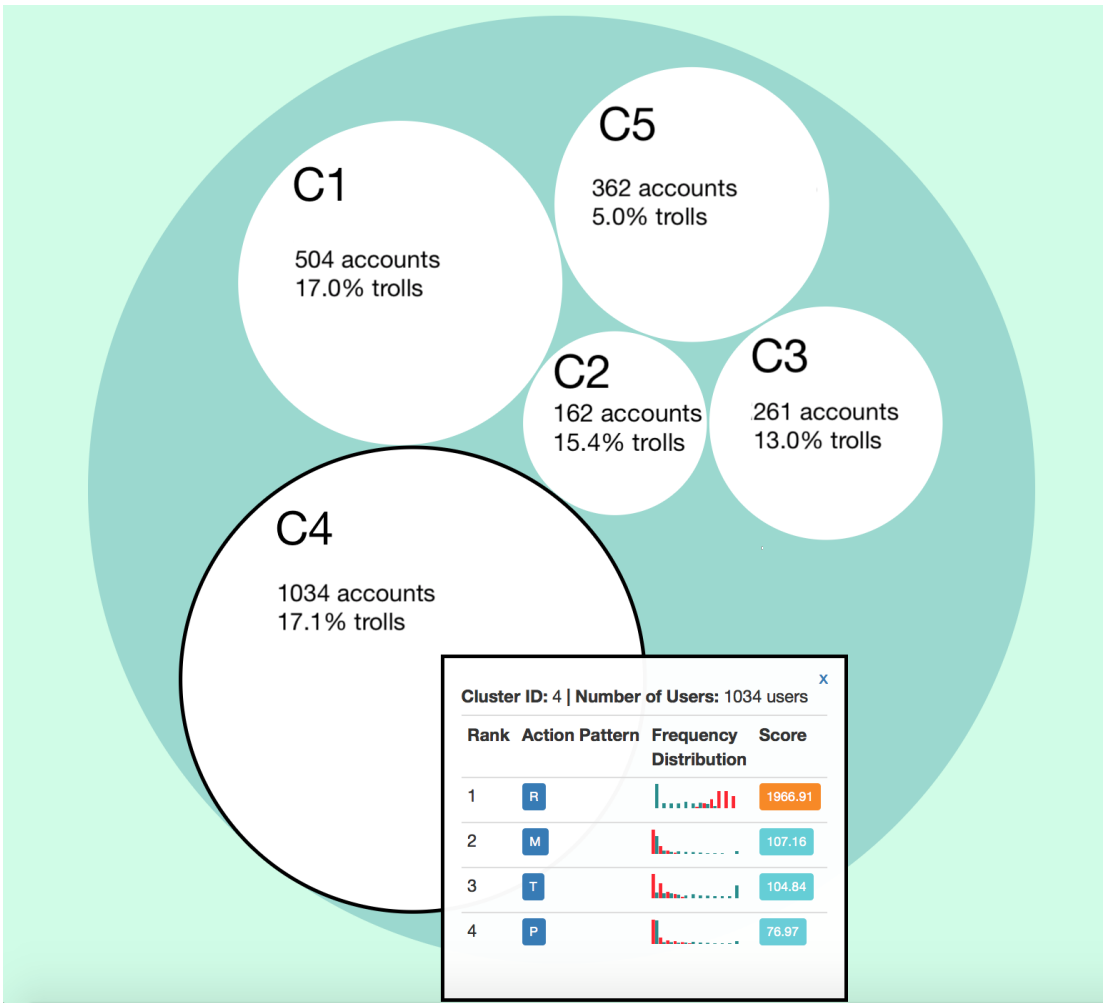 C5
362 accounts
5.0% trolls
C1
504 accounts
17.0% trolls
C2
162 accounts
15.4% trolls
C3
261 accounts
13.0% trolls
C4
1034 accounts
17.1% trolls
x
Cluster ID: 4 | Number of Users: 1034 users
Rank Action Pattern Frequency Distribution Score
1 R 1966.91
2 M 107.16
3 T 104.84
4 P 76.97